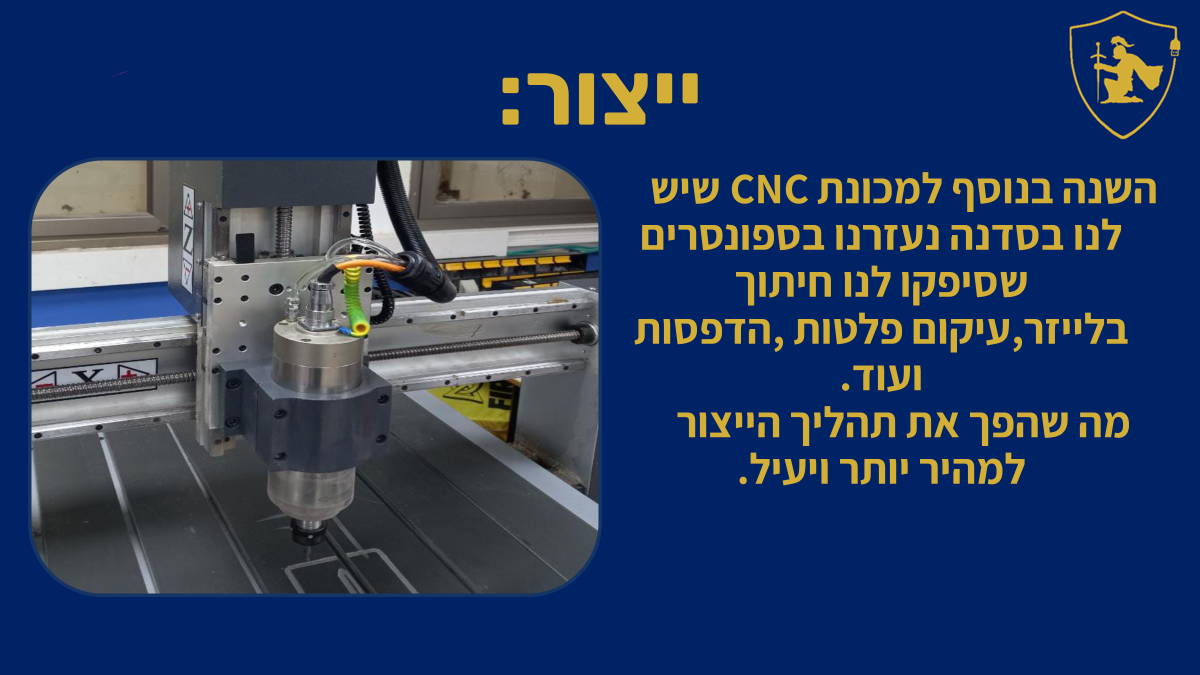 ייצור:
השנה בנוסף למכונת CNC שיש
לנו בסדנה נעזרנו בספונסרים
שסיפקו לנו חיתוך
בלייזר,עיקום פלטות ,הדפסות
ועוד.
מה שהפך את תהליך הייצור
למהיר יותר ויעיל.
Z
X